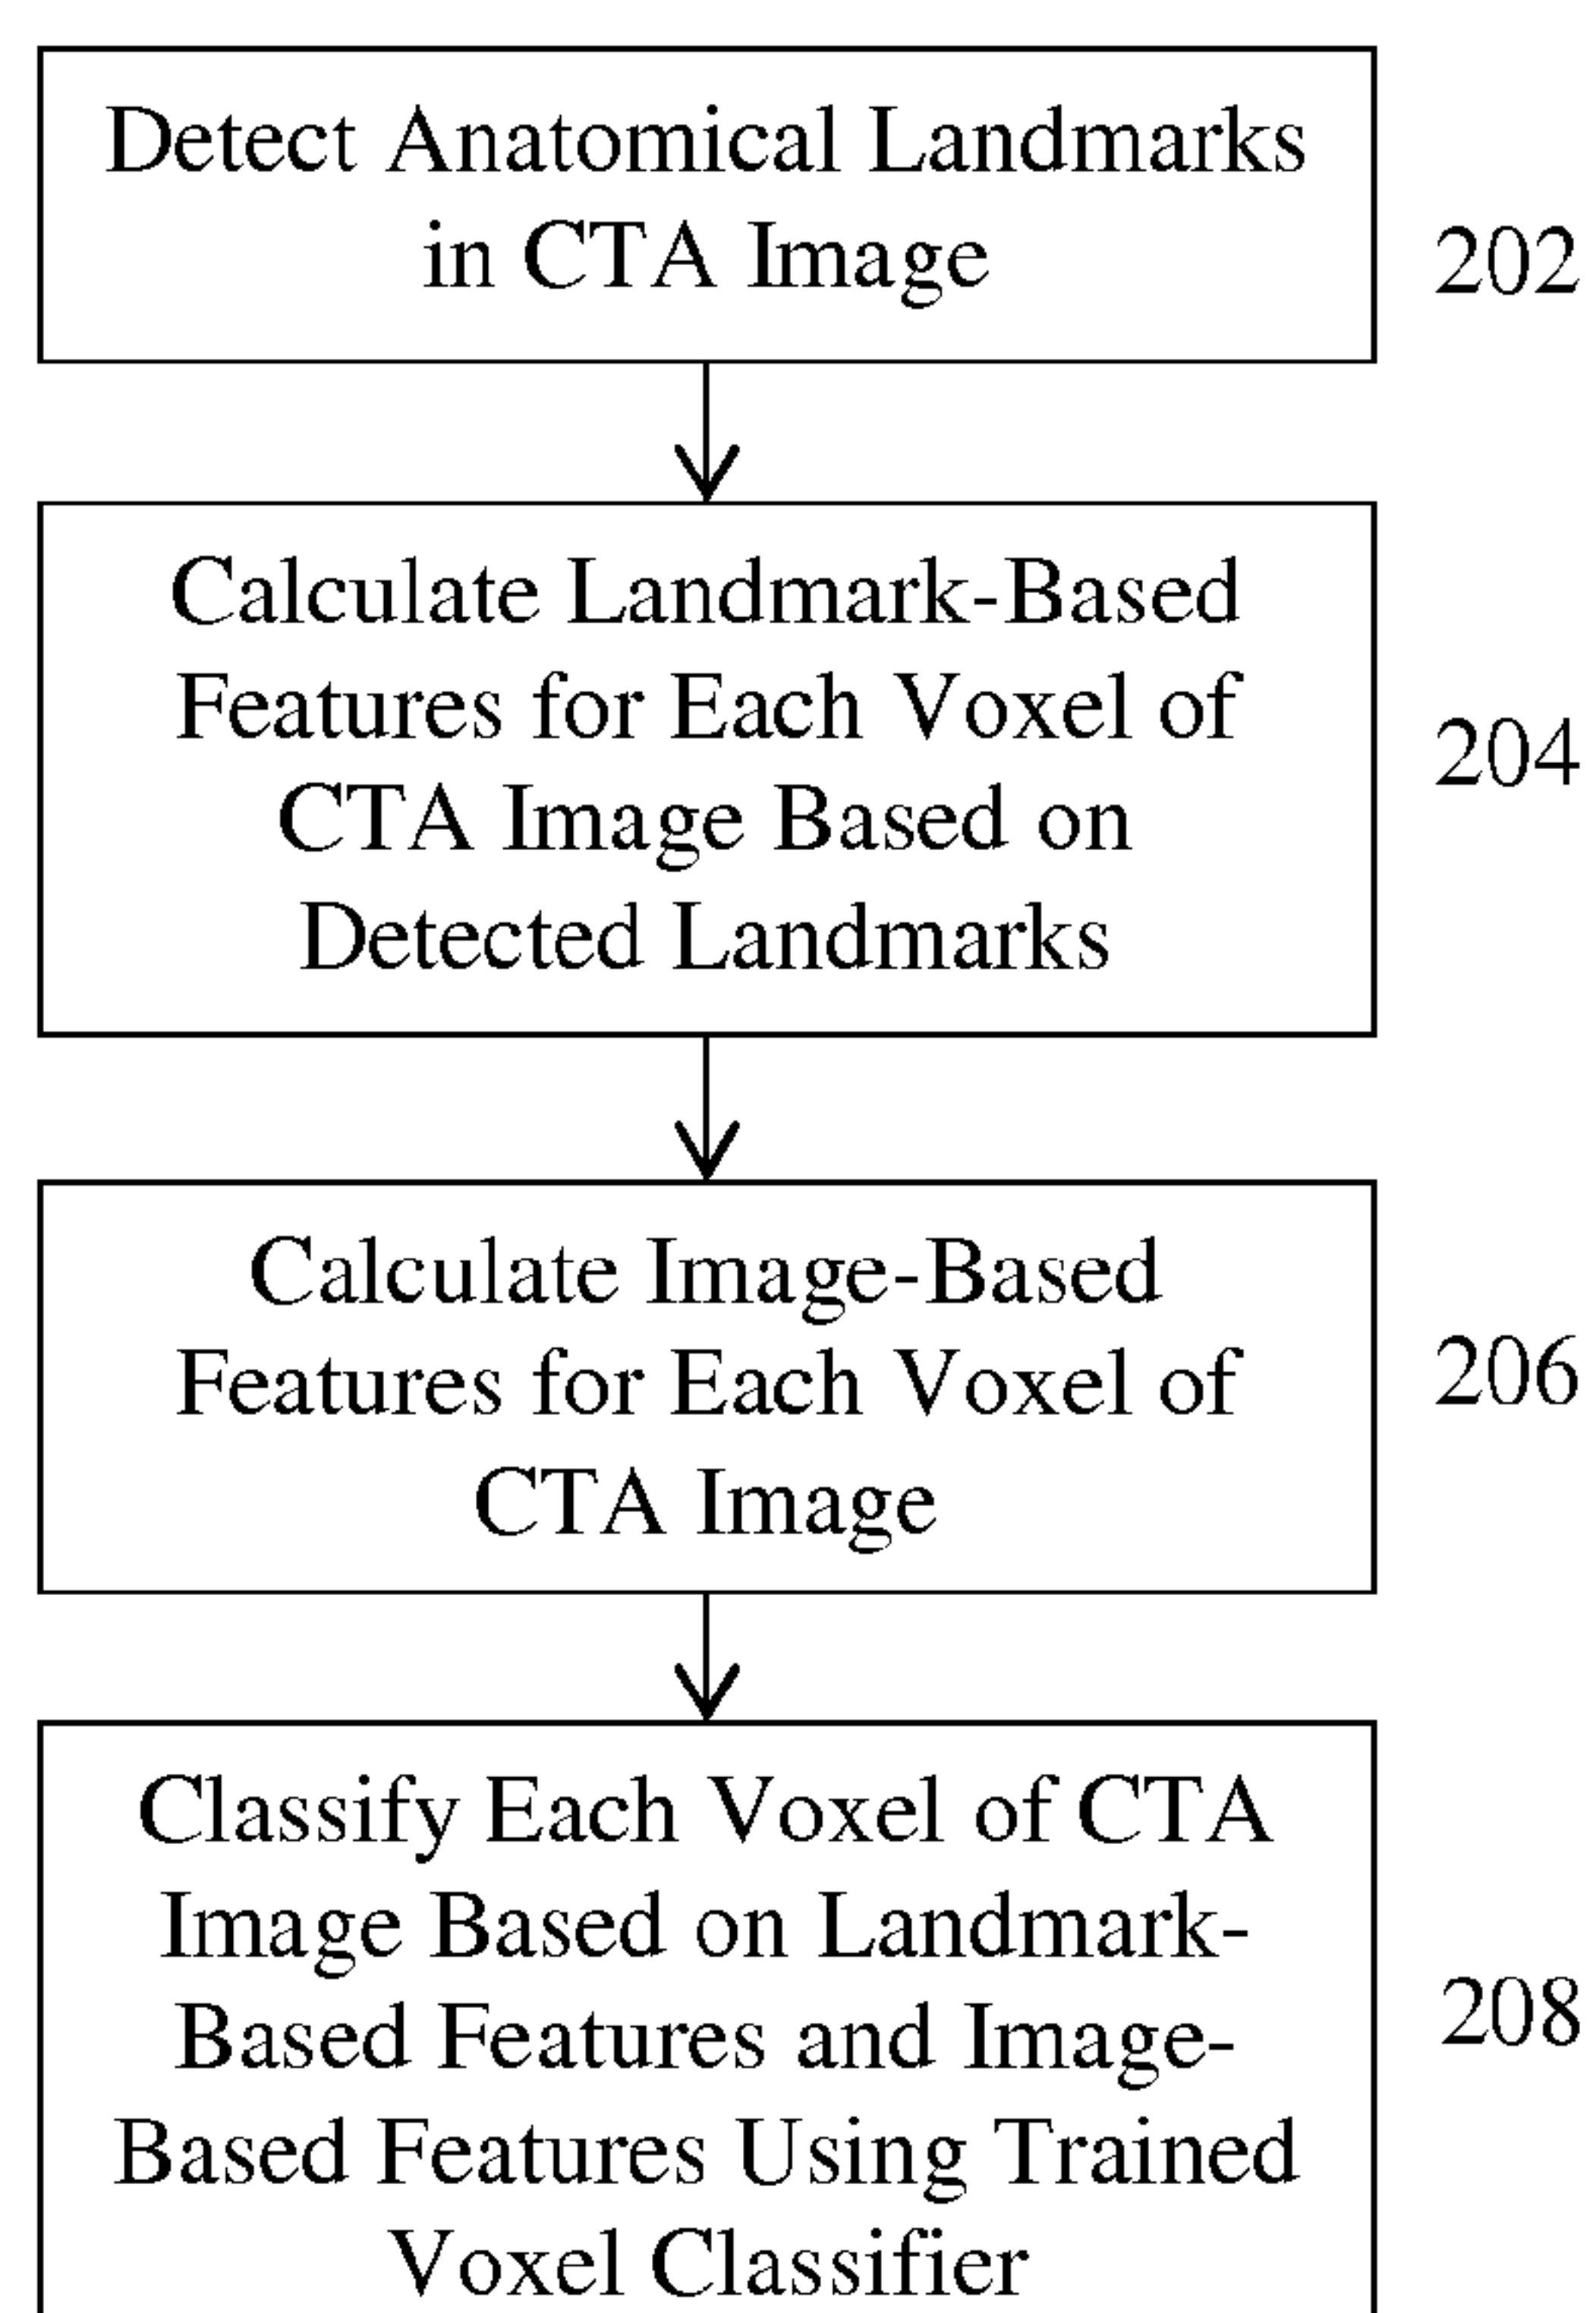 Detect Anatomical Landmarks
in CTA Image
202
Calculate Landmark-Based
Features for Each Voxel of
CTA Image Based on
Detected Landmarks
204
Calculate Image-Based
Features for Each Voxel of
CTA Image
206
Classify Each Voxel of CTA
Image Based on Landmark-
Based Features and Image-
Based Features Using Trained
Voxel Classifier
208